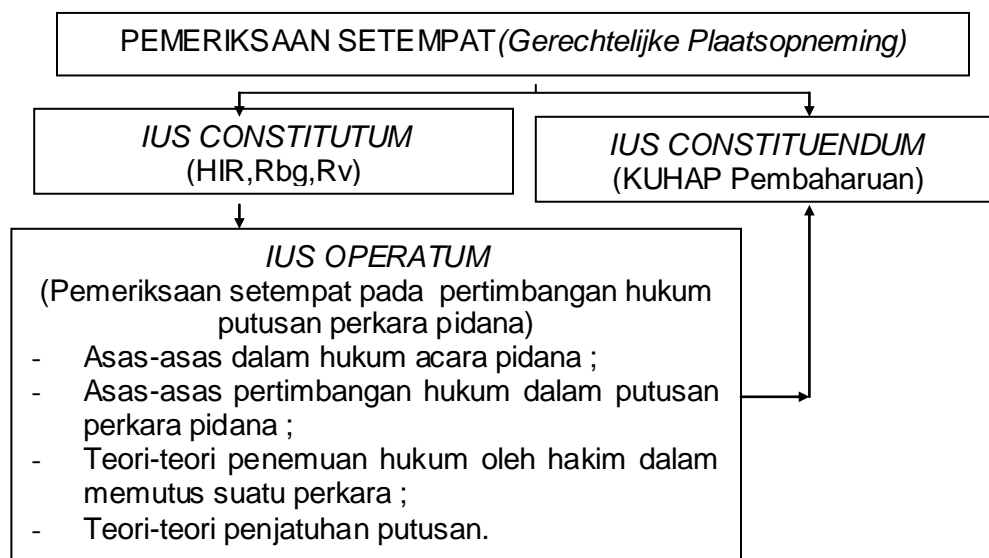 PEMERIKSAAN SETEMPAT(Gerechtelijke Plaatsopneming)
IUS CONSTITUTUM
(HIR,Rbg,Rv)
IUS CONSTITUENDUM
(KUHAP Pembaharuan)
IUS OPERATUM
(Pemeriksaan setempat pada pertimbangan hukum
putusan perkara pidana)
- Asas-asas dalam hukum acara pidana ;
- Asas-asas pertimbangan hukum dalam putusan
perkara pidana ;
- Teori-teori penemuan hukum oleh hakim dalam
memutus suatu perkara ;
- Teori-teori penjatuhan putusan.